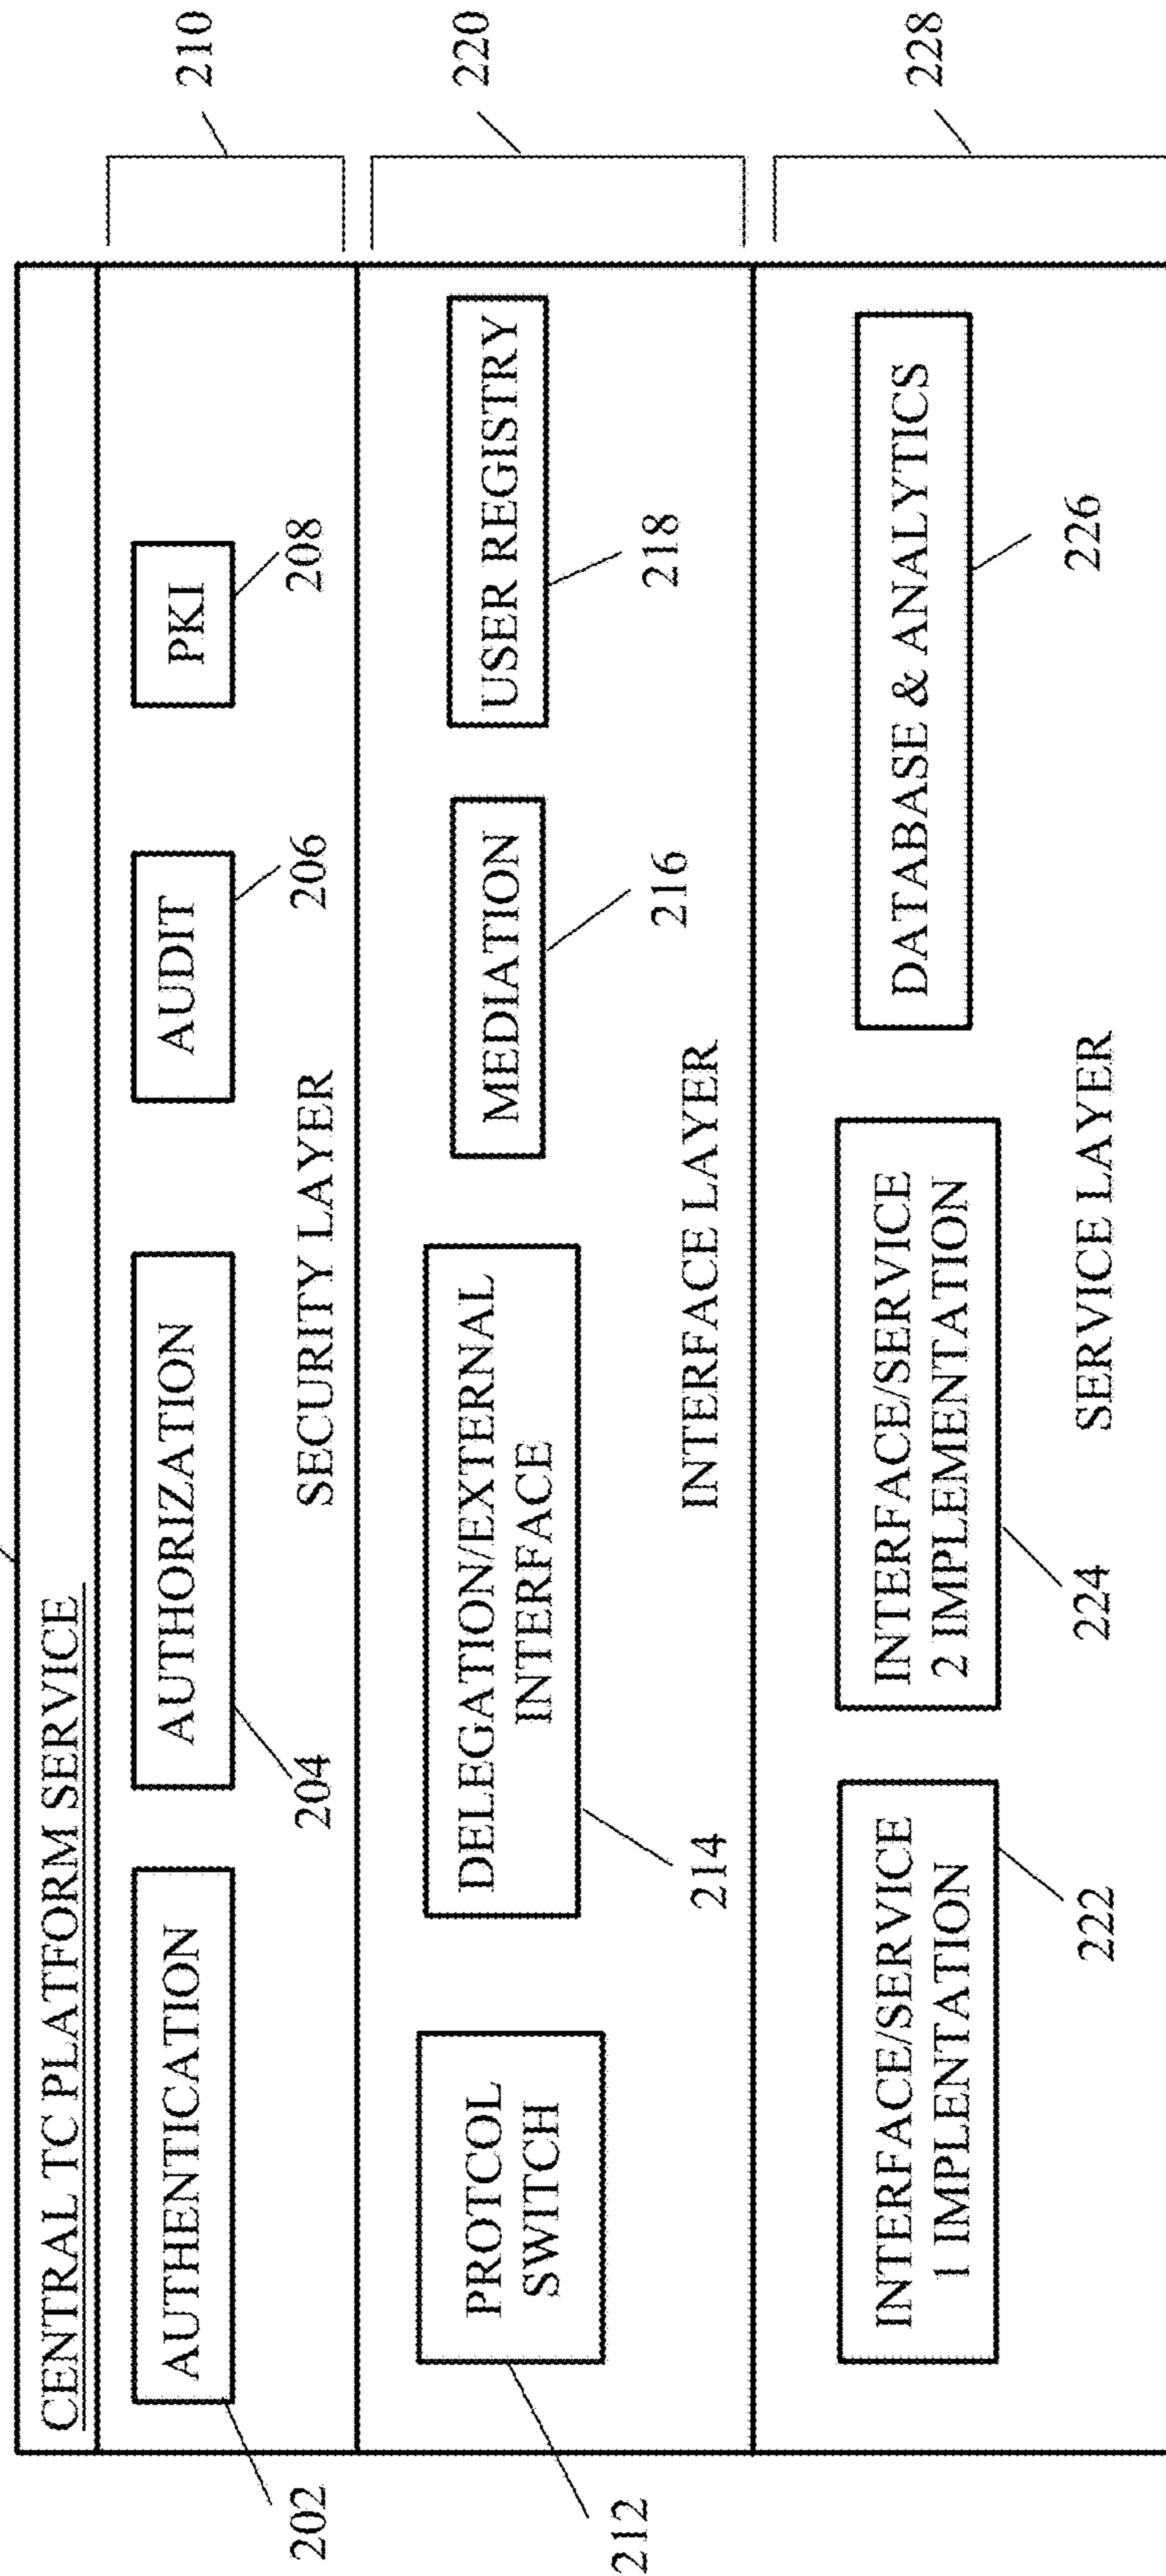 CENTRAL TC PLATFORM SERVICE
AUTHENTICATION
AUTHORIZATION
AUDIT
PKI
202
204
206
208
SECURITY LAYER
210
PROTCOL
SWITCH
DELEGATION/EXTERNAL
INTERFACE
MEDIATION
USER REGISTRY
212
214
216
218
INTERFACE LAYER
220
INTERFACE/SERVICE
1 IMPLENTATION
INTERFACE/SERVICE
2 IMPLEMENTATION
DATABASE & ANALYTICS
222
224
226
SERVICE LAYER
228